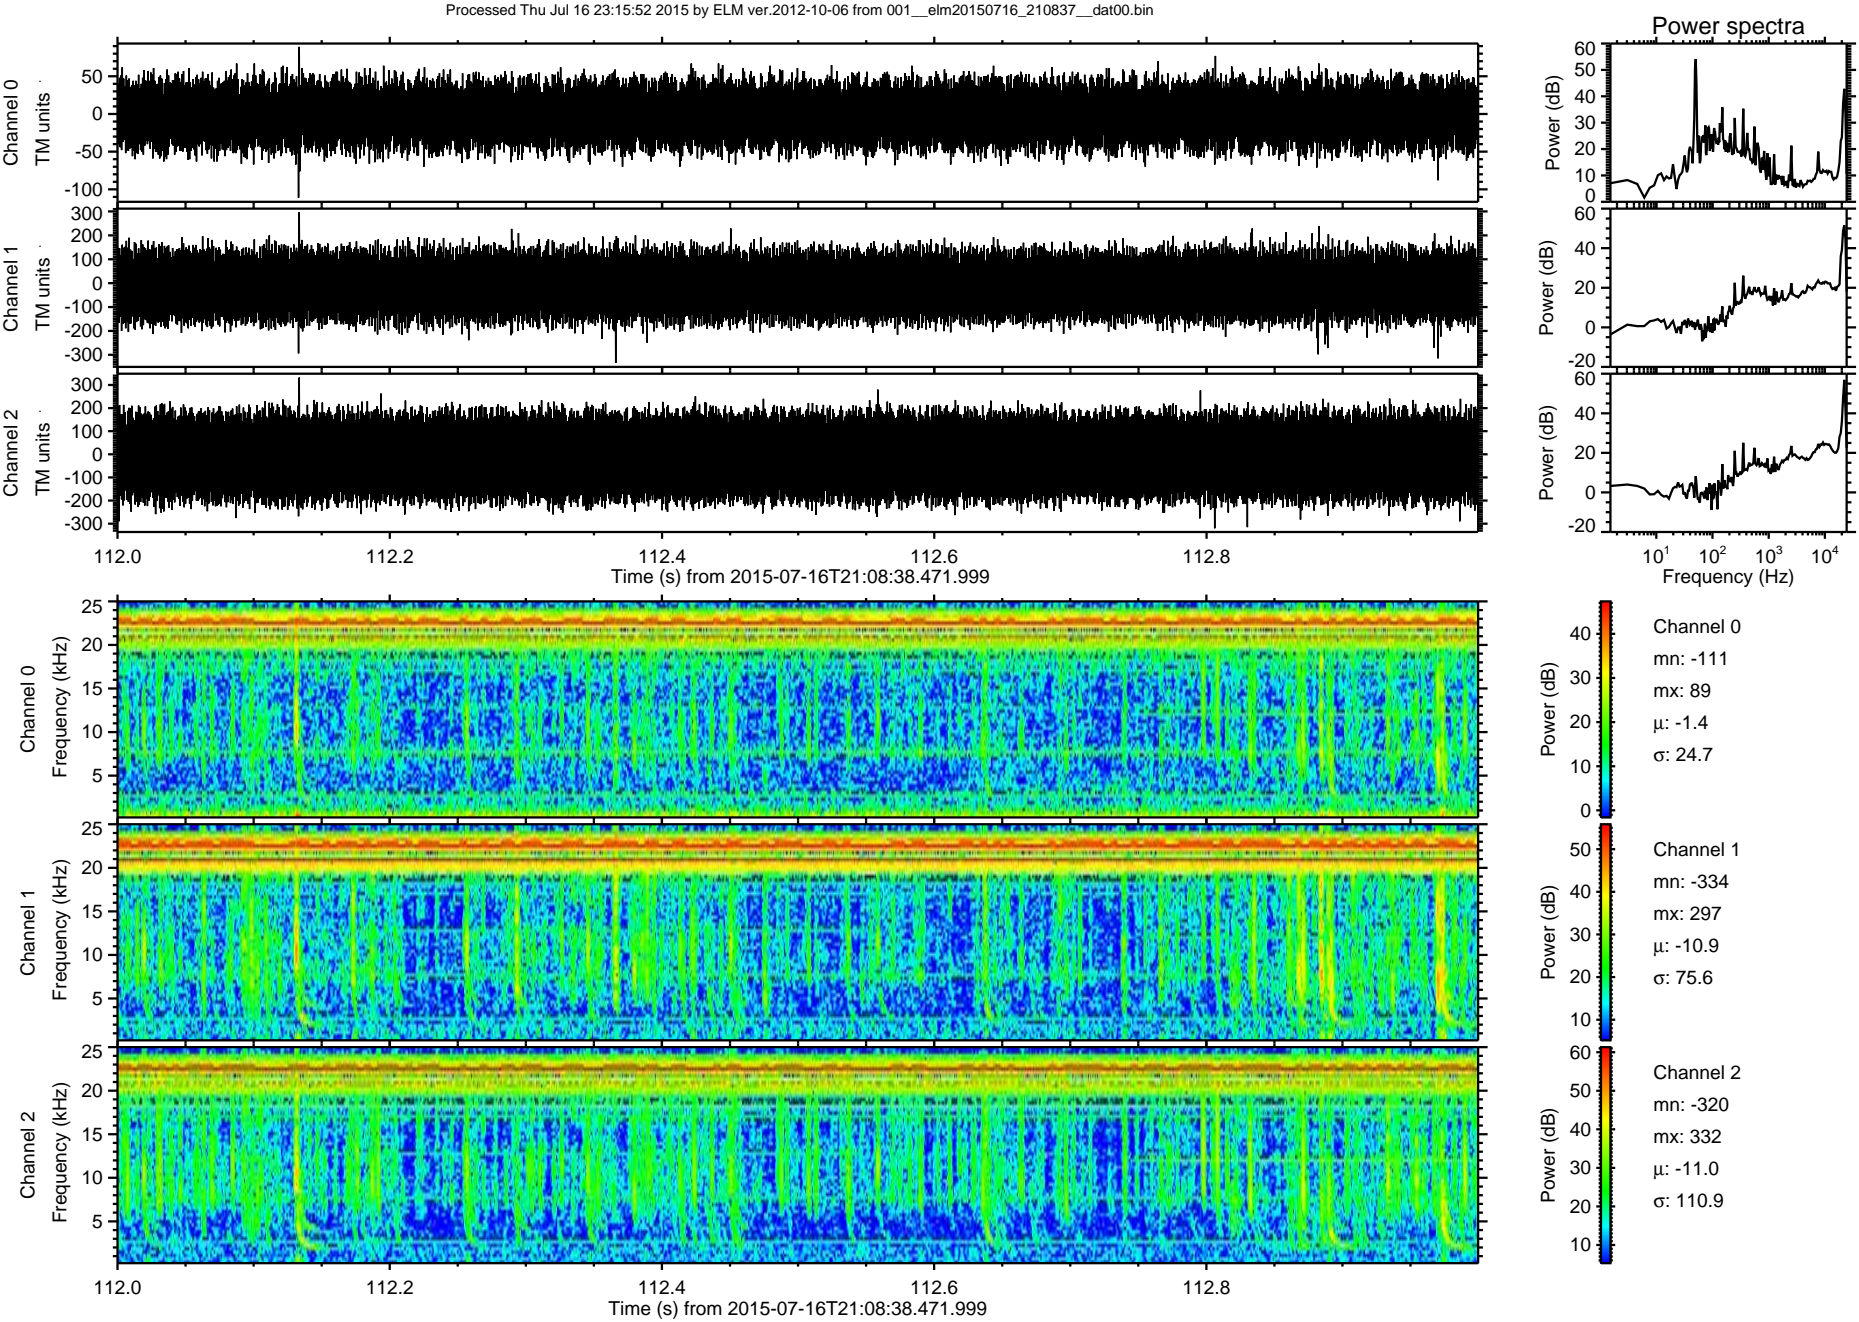 Processed Thu Jul 16 23:15:52 2015 by ELM ver.2012-10-06 from 001__elm20150716_210837__dat00.bin
Power spectra
Channel 0
TM units
50
0
-50
-100
Power (dB)
60
50
40
30
20
10
0
Channel 1
TM units
300
200
100
0
-100
-200
-300
Power (dB)
60
40
20
0
-20
Channel 2
TM units
300
200
100
0
-100
-200
-300
Power (dB)
60
40
20
0
-20
112.0 112.2 112.4 112.6 112.8
Time (s) from 2015-07-16T21:08:38.471.999
10¹ 10² 10³ 10⁴
Frequency (Hz)
Channel 0
Frequency (kHz)
25
20
15
10
5
Power (dB)
40
30
20
10
0
Channel 0
mn: -111
mx: 89
μ: -1.4
σ: 24.7
Channel 1
Frequency (kHz)
25
20
15
10
5
Power (dB)
50
40
30
20
10
Channel 1
mn: -334
mx: 297
μ: -10.9
σ: 75.6
Channel 2
Frequency (kHz)
25
20
15
10
5
Power (dB)
60
50
40
30
20
10
Channel 2
mn: -320
mx: 332
μ: -11.0
σ: 110.9
112.0 112.2 112.4 112.6 112.8
Time (s) from 2015-07-16T21:08:38.471.999